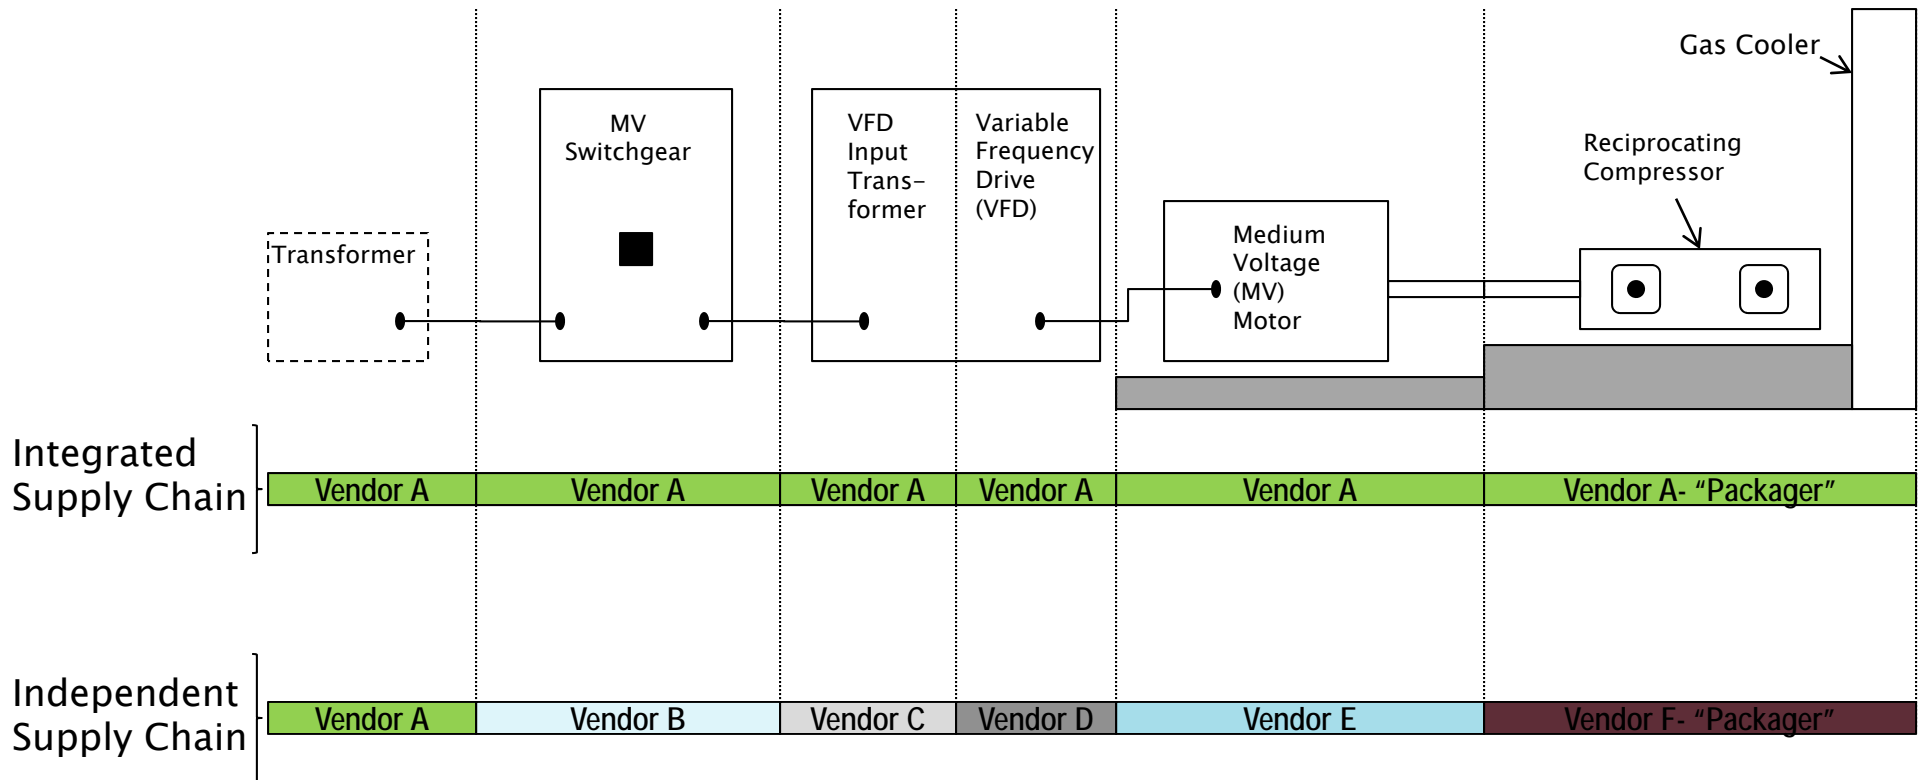 Gas Cooler
MV
Switchgear
VFD
Input
Trans-
former
Variable
Frequency
Drive
(VFD)
Reciprocating
Compressor
Transformer
Medium
Voltage
(MV)
Motor
Integrated
Supply Chain
Vendor A
Vendor A
Vendor A
Vendor A
Vendor A
Vendor A- “Packager”
Independent
Supply Chain
Vendor A
Vendor B
Vendor C
Vendor D
Vendor E
Vendor F- “Packager”